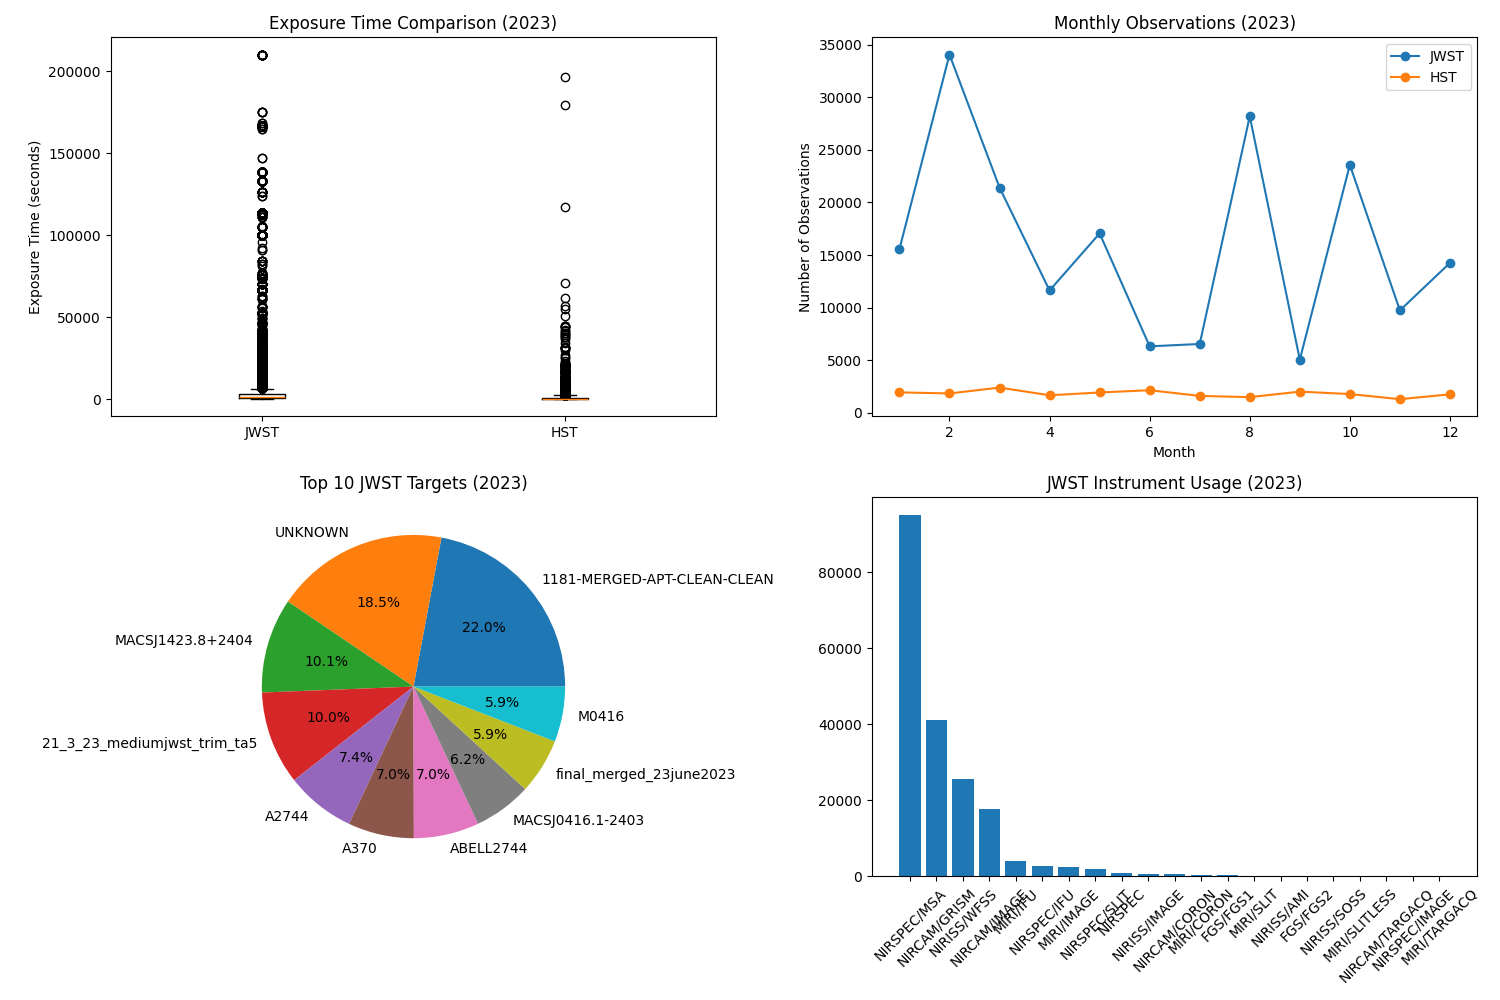 Exposure Time Comparison (2023)
Exposure Time (seconds)
200000
150000
100000
50000
0
JWST
HST
Monthly Observations (2023)
Number of Observations
35000
30000
25000
20000
15000
10000
5000
0
JWST
HST
2
4
6
8
10
12
Month
Top 10 JWST Targets (2023)
UNKNOWN
1181-MERGED-APT-CLEAN-CLEAN
18.5%
22.0%
MACSJ1423.8+2404
10.1%
5.9%
10.0%
M0416
5.9%
21_3_23_mediumjwst_trim_ta5
7.4%
6.2%
7.0%
7.0%
final_merged_23june2023
A2744
MACSJ0416.1-2403
A370
ABELL2744
JWST Instrument Usage (2023)
80000
60000
40000
20000
0
NIRSPEC/MSA
NIRCAM/GRISM
NIRISS/WFSS
NIRCAM/IMAGE
MIRI/IFU
NIRSPEC/IFU
MIRI/IMAGE
NIRSPEC/SLIT
NIRSPEC
NIRISS/IMAGE
NIRCAM/CORON
MIRI/CORON
FGS/FGS1
MIRI/SLIT
NIRISS/AMI
FGS/FGS2
NIRISS/SOSS
MIRI/SLITLESS
NIRCAM/TARGACQ
NIRSPEC/IMAGE
MIRI/TARGACQ